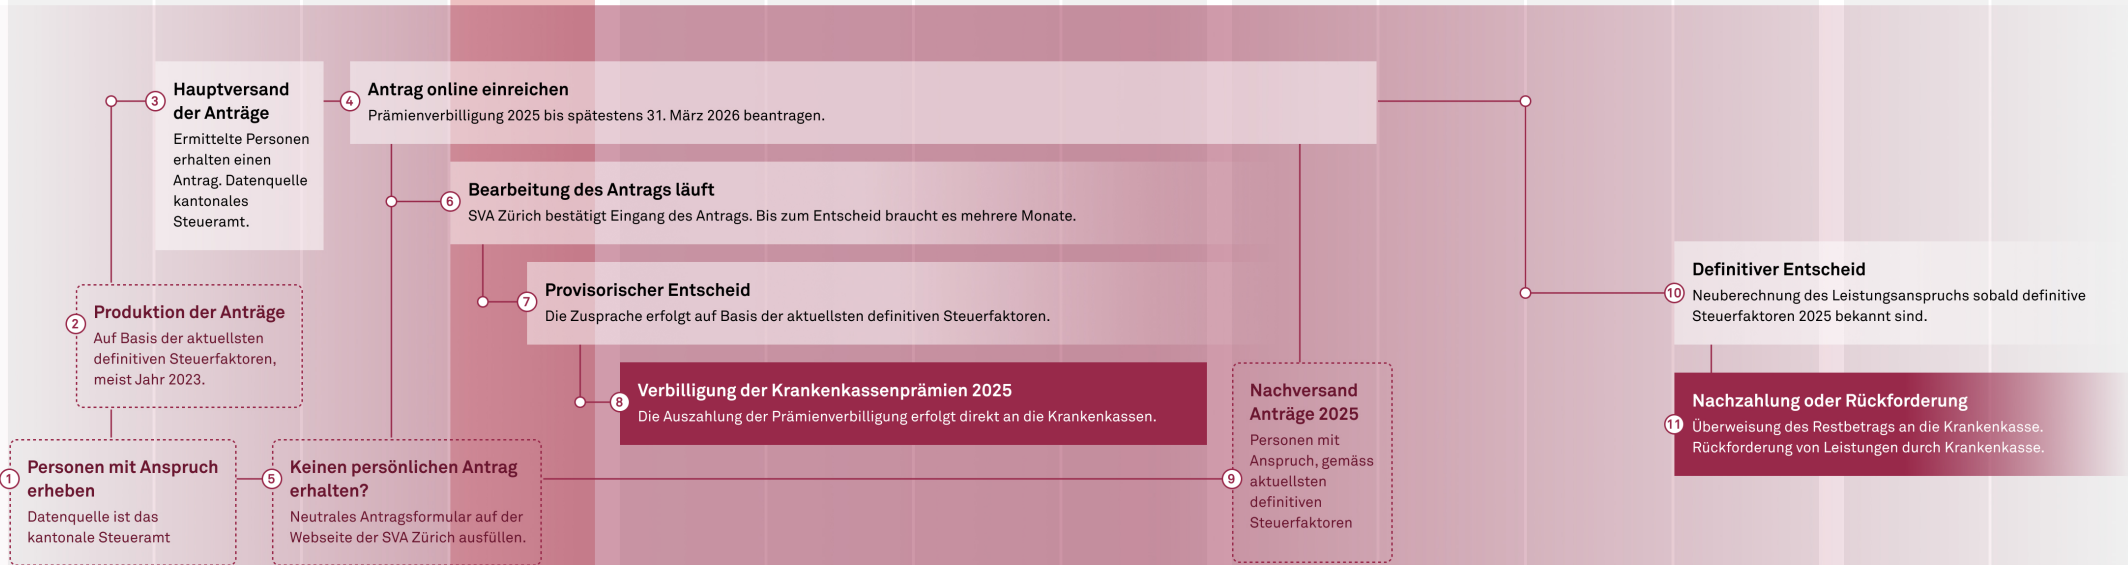 3
Hauptversand
der Anträge
Ermittelte Personen
erhalten einen
Antrag. Datenquelle
kantonales
Steueramt.
4
Antrag online einreichen
Prämienverbilligung 2025 bis spätestens 31. März 2026 beantragen.
6
Bearbeitung des Antrags läuft
SVA Zürich bestätigt Eingang des Antrags. Bis zum Entscheid braucht es mehrere Monate.
7
Provisorischer Entscheid
Die Zusprache erfolgt auf Basis der aktuellsten definitiven Steuerfaktoren.
2
Produktion der Anträge
Auf Basis der aktuellsten
definitiven Steuerfaktoren,
meist Jahr 2023.
8
Verbilligung der Krankenkassenprämien 2025
Die Auszahlung der Prämienverbilligung erfolgt direkt an die Krankenkassen.
1
Personen mit Anspruch
erheben
Datenquelle ist das
kantonale Steueramt
5
Keinen persönlichen Antrag
erhalten?
Neutrales Antragsformular auf der
Webseite der SVA Zürich ausfüllen.
9
Nachversand
Anträge 2025
Personen mit
Anspruch, gemäss
aktuellsten
definitiven
Steuerfaktoren
10
Definitiver Entscheid
Neuberechnung des Leistungsanspruchs sobald definitive
Steuerfaktoren 2025 bekannt sind.
11
Nachzahlung oder Rückforderung
Überweisung des Restbetrags an die Krankenkasse.
Rückforderung von Leistungen durch Krankenkasse.